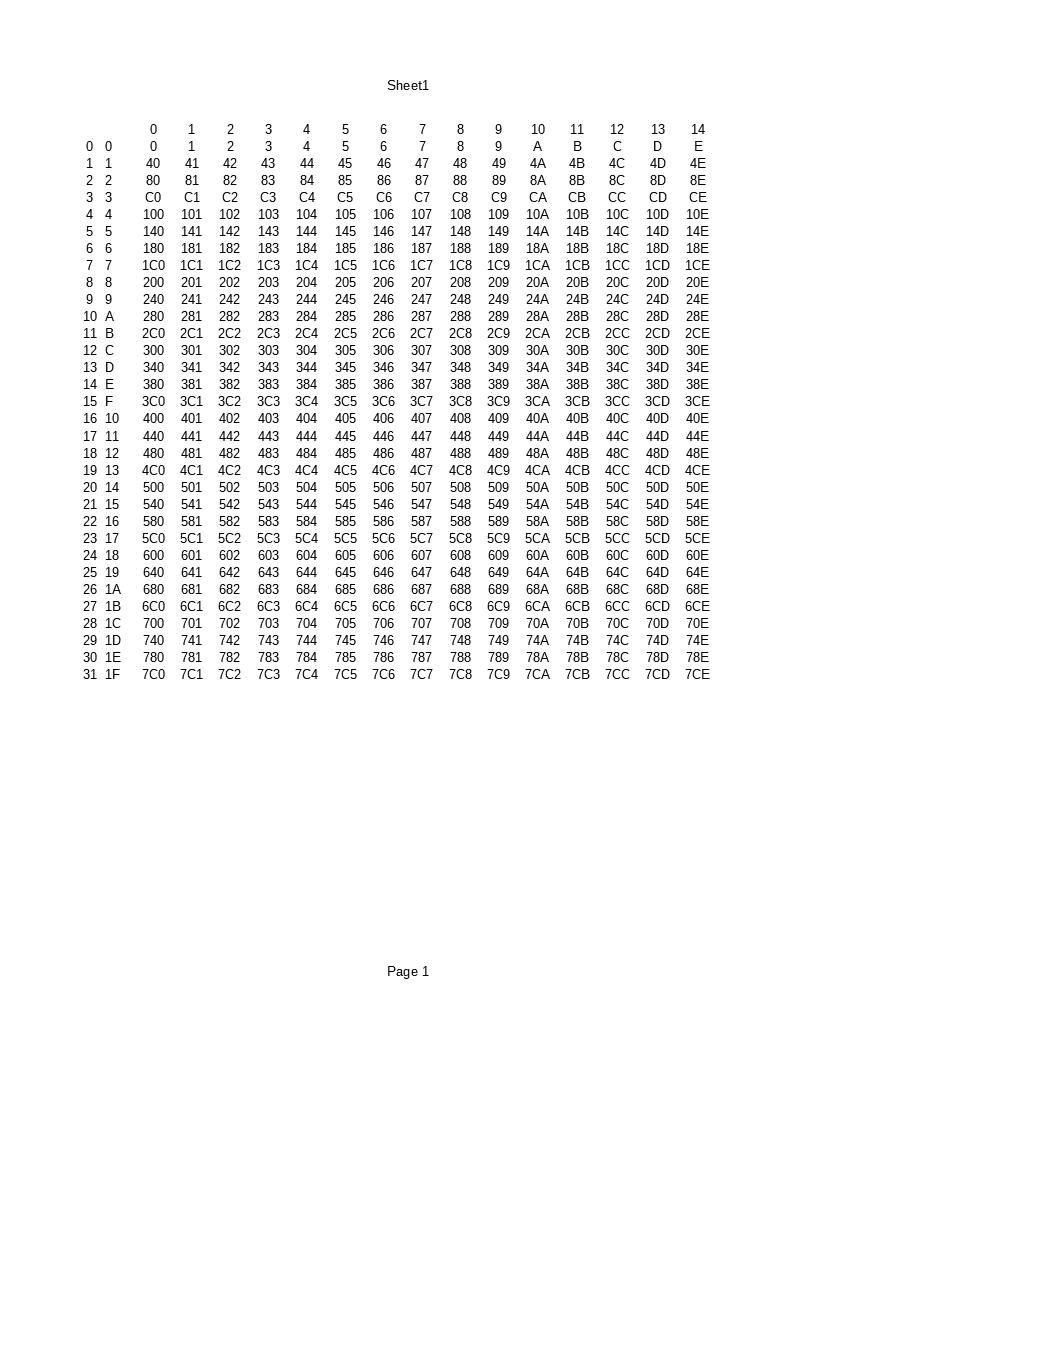 Sheet1
0 1 2 3 4 5 6 7 8 9 10 11 12 13 14
0 0 0 1 2 3 4 5 6 7 8 9 A B C D E
1 1 40 41 42 43 44 45 46 47 48 49 4A 4B 4C 4D 4E
2 2 80 81 82 83 84 85 86 87 88 89 8A 8B 8C 8D 8E
3 3 C0 C1 C2 C3 C4 C5 C6 C7 C8 C9 CA CB CC CD CE
4 4 100 101 102 103 104 105 106 107 108 109 10A 10B 10C 10D 10E
5 5 140 141 142 143 144 145 146 147 148 149 14A 14B 14C 14D 14E
6 6 180 181 182 183 184 185 186 187 188 189 18A 18B 18C 18D 18E
7 7 1C0 1C1 1C2 1C3 1C4 1C5 1C6 1C7 1C8 1C9 1CA 1CB 1CC 1CD 1CE
8 8 200 201 202 203 204 205 206 207 208 209 20A 20B 20C 20D 20E
9 9 240 241 242 243 244 245 246 247 248 249 24A 24B 24C 24D 24E
10 A 280 281 282 283 284 285 286 287 288 289 28A 28B 28C 28D 28E
11 B 2C0 2C1 2C2 2C3 2C4 2C5 2C6 2C7 2C8 2C9 2CA 2CB 2CC 2CD 2CE
12 C 300 301 302 303 304 305 306 307 308 309 30A 30B 30C 30D 30E
13 D 340 341 342 343 344 345 346 347 348 349 34A 34B 34C 34D 34E
14 E 380 381 382 383 384 385 386 387 388 389 38A 38B 38C 38D 38E
15 F 3C0 3C1 3C2 3C3 3C4 3C5 3C6 3C7 3C8 3C9 3CA 3CB 3CC 3CD 3CE
16 10 400 401 402 403 404 405 406 407 408 409 40A 40B 40C 40D 40E
17 11 440 441 442 443 444 445 446 447 448 449 44A 44B 44C 44D 44E
18 12 480 481 482 483 484 485 486 487 488 489 48A 48B 48C 48D 48E
19 13 4C0 4C1 4C2 4C3 4C4 4C5 4C6 4C7 4C8 4C9 4CA 4CB 4CC 4CD 4CE
20 14 500 501 502 503 504 505 506 507 508 509 50A 50B 50C 50D 50E
21 15 540 541 542 543 544 545 546 547 548 549 54A 54B 54C 54D 54E
22 16 580 581 582 583 584 585 586 587 588 589 58A 58B 58C 58D 58E
23 17 5C0 5C1 5C2 5C3 5C4 5C5 5C6 5C7 5C8 5C9 5CA 5CB 5CC 5CD 5CE
24 18 600 601 602 603 604 605 606 607 608 609 60A 60B 60C 60D 60E
25 19 640 641 642 643 644 645 646 647 648 649 64A 64B 64C 64D 64E
26 1A 680 681 682 683 684 685 686 687 688 689 68A 68B 68C 68D 68E
27 1B 6C0 6C1 6C2 6C3 6C4 6C5 6C6 6C7 6C8 6C9 6CA 6CB 6CC 6CD 6CE
28 1C 700 701 702 703 704 705 706 707 708 709 70A 70B 70C 70D 70E
29 1D 740 741 742 743 744 745 746 747 748 749 74A 74B 74C 74D 74E
30 1E 780 781 782 783 784 785 786 787 788 789 78A 78B 78C 78D 78E
31 1F 7C0 7C1 7C2 7C3 7C4 7C5 7C6 7C7 7C8 7C9 7CA 7CB 7CC 7CD 7CE
Page 1